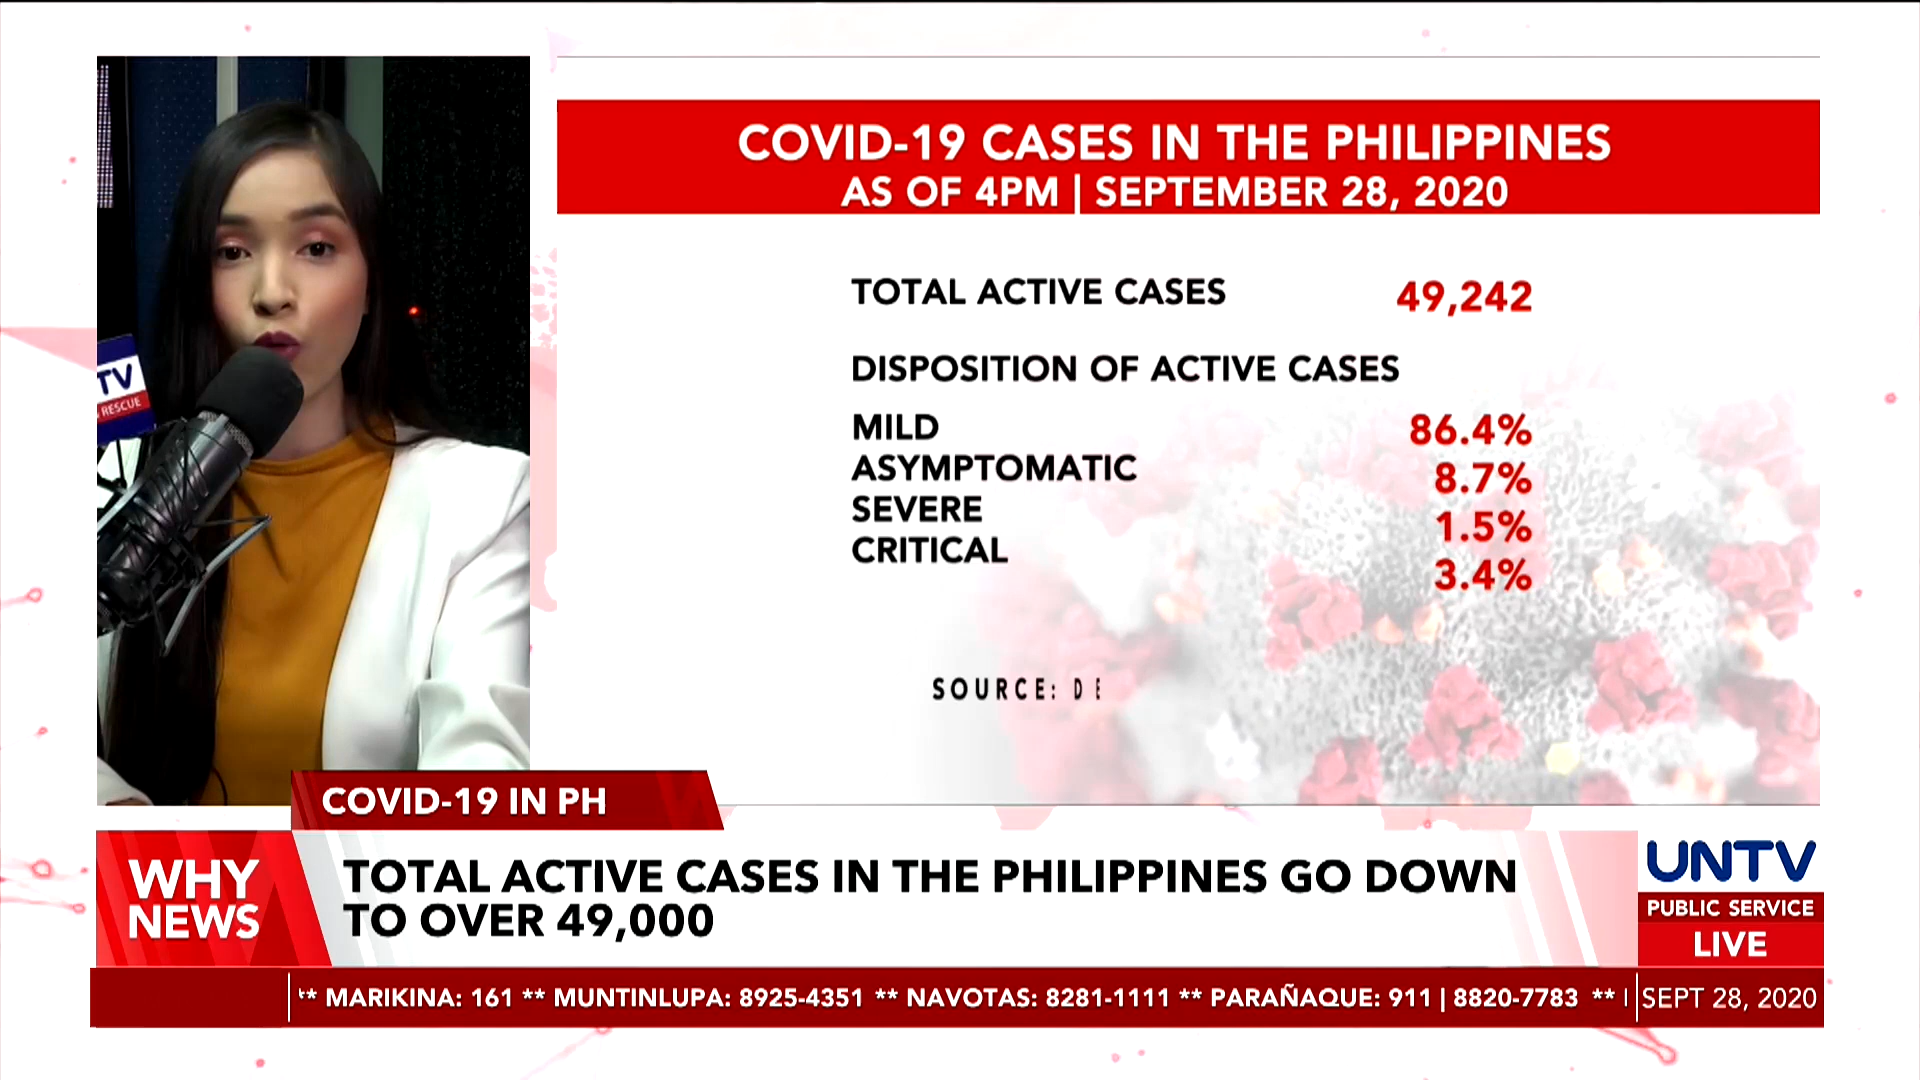 COVID-19 CASES IN THE PHILIPPINES
AS OF 4PM | SEPTEMBER 28, 2020
TOTAL ACTIVE CASES 49,242
DISPOSITION OF ACTIVE CASES
MILD 86.4%
ASYMPTOMATIC 8.7%
SEVERE 1.5%
CRITICAL 3.4%
SOURCE: DE
TV
RESCUE
COVID-19 IN PH
WHY
NEWS
TOTAL ACTIVE CASES IN THE PHILIPPINES GO DOWN
TO OVER 49,000
UNTV
PUBLIC SERVICE
LIVE
** MARIKINA: 161 ** MUNTINLUPA: 8925-4351 ** NAVOTAS: 8281-1111 ** PARAÑAQUE: 911 | 8820-7783 **
SEPT 28, 2020